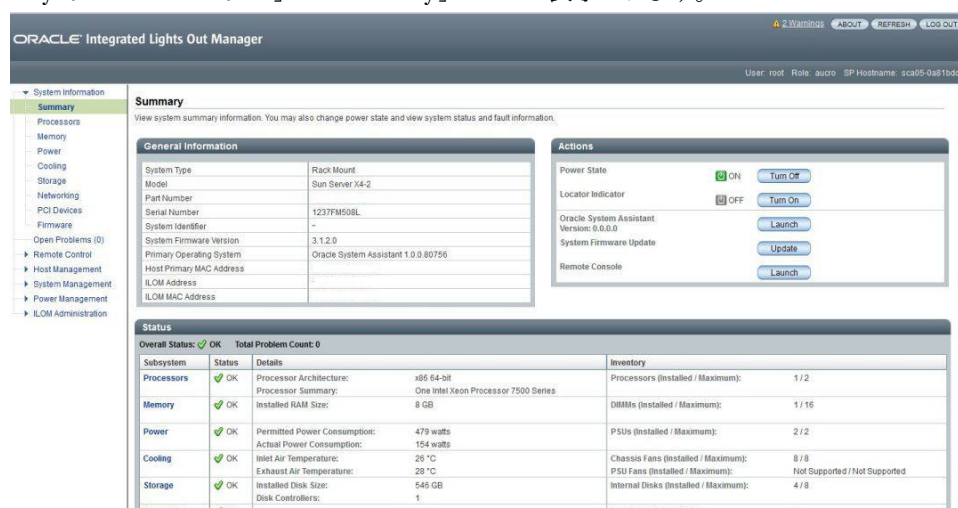 ⚠ 2 Warnings ABOUT REFRESH LOG OUT
ORACLE® Integrated Lights Out Manager
User: root Role: aucro SP Hostname: sca05-0a81bdc
System Information
Summary
Processors
Memory
Power
Cooling
Storage
Networking
PCI Devices
Firmware
Open Problems (0)
Remote Control
Host Management
System Management
Power Management
ILOM Administration
Summary
View system summary information. You may also change power state and view system status and fault information.
General Information
System Type Rack Mount
Model Sun Server X4-2
Part Number
Serial Number 1237FM508L
System Identifier -
System Firmware Version 3.1.2.0
Primary Operating System Oracle System Assistant 1.0.0.80756
Host Primary MAC Address
ILOM Address
ILOM MAC Address
Actions
Power State ON Turn Off
Locator Indicator OFF Turn On
Oracle System Assistant
Version: 0.0.0.0 Launch
System Firmware Update Update
Remote Console Launch
Status
Overall Status: OK Total Problem Count: 0
Subsystem Status Details Inventory
Processors OK Processor Architecture: x86 64-bit Processors (Installed / Maximum): 1 / 2
Processor Summary: One Intel Xeon Processor 7500 Series
Memory OK Installed RAM Size: 8 GB DIMMs (Installed / Maximum): 1 / 16
Power OK Permitted Power Consumption: 479 watts PSUs (Installed / Maximum): 2 / 2
Actual Power Consumption: 154 watts
Cooling OK Inlet Air Temperature: 26 °C Chassis Fans (Installed / Maximum): 8 / 8
Exhaust Air Temperature: 28 °C PSU Fans (Installed / Maximum): Not Supported / Not Supported
Storage OK Installed Disk Size: 546 GB Internal Disks (Installed / Maximum): 4 / 8
Disk Controllers: 1